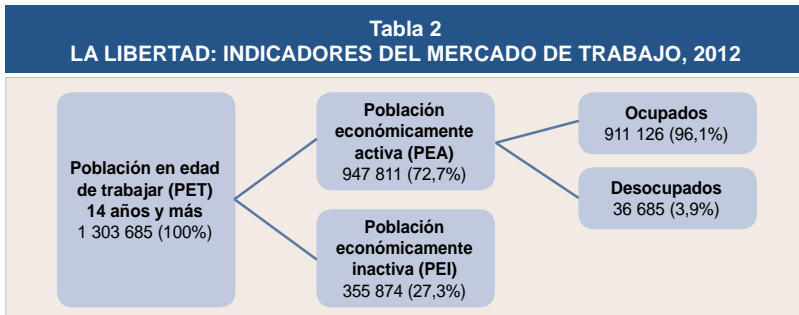 Tabla 2
LA LIBERTAD: INDICADORES DEL MERCADO DE TRABAJO, 2012
Población en edad
de trabajar (PET)
14 años y más
1 303 685 (100%)
Población
económicamente
activa (PEA)
947 811 (72,7%)
Población
económicamente
inactiva (PEI)
355 874 (27,3%)
Ocupados
911 126 (96,1%)
Desocupados
36 685 (3,9%)